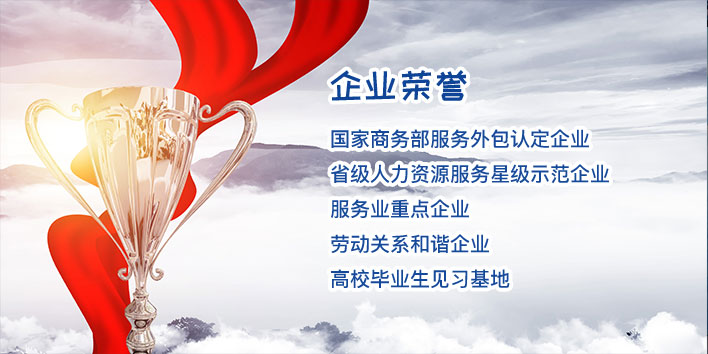 企业荣誉
国家商务部服务外包认定企业
省级人力资源服务星级示范企业
服务业重点企业
劳动关系和谐企业
高校毕业生见习基地